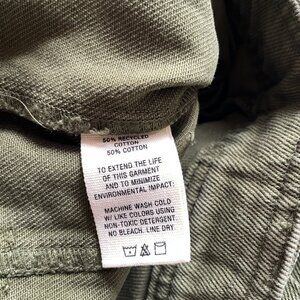 50% RECYCLED
COTTON
50% COTTON
TO EXTEND THE LIFE
OF THIS GARMENT
AND TO MINIMIZE
ENVIRONMENTAL IMPACT:
MACHINE WASH COLD
W/ LIKE COLORS USING
NON-TOXIC DETERGENT.
NO BLEACH. LINE DRY.